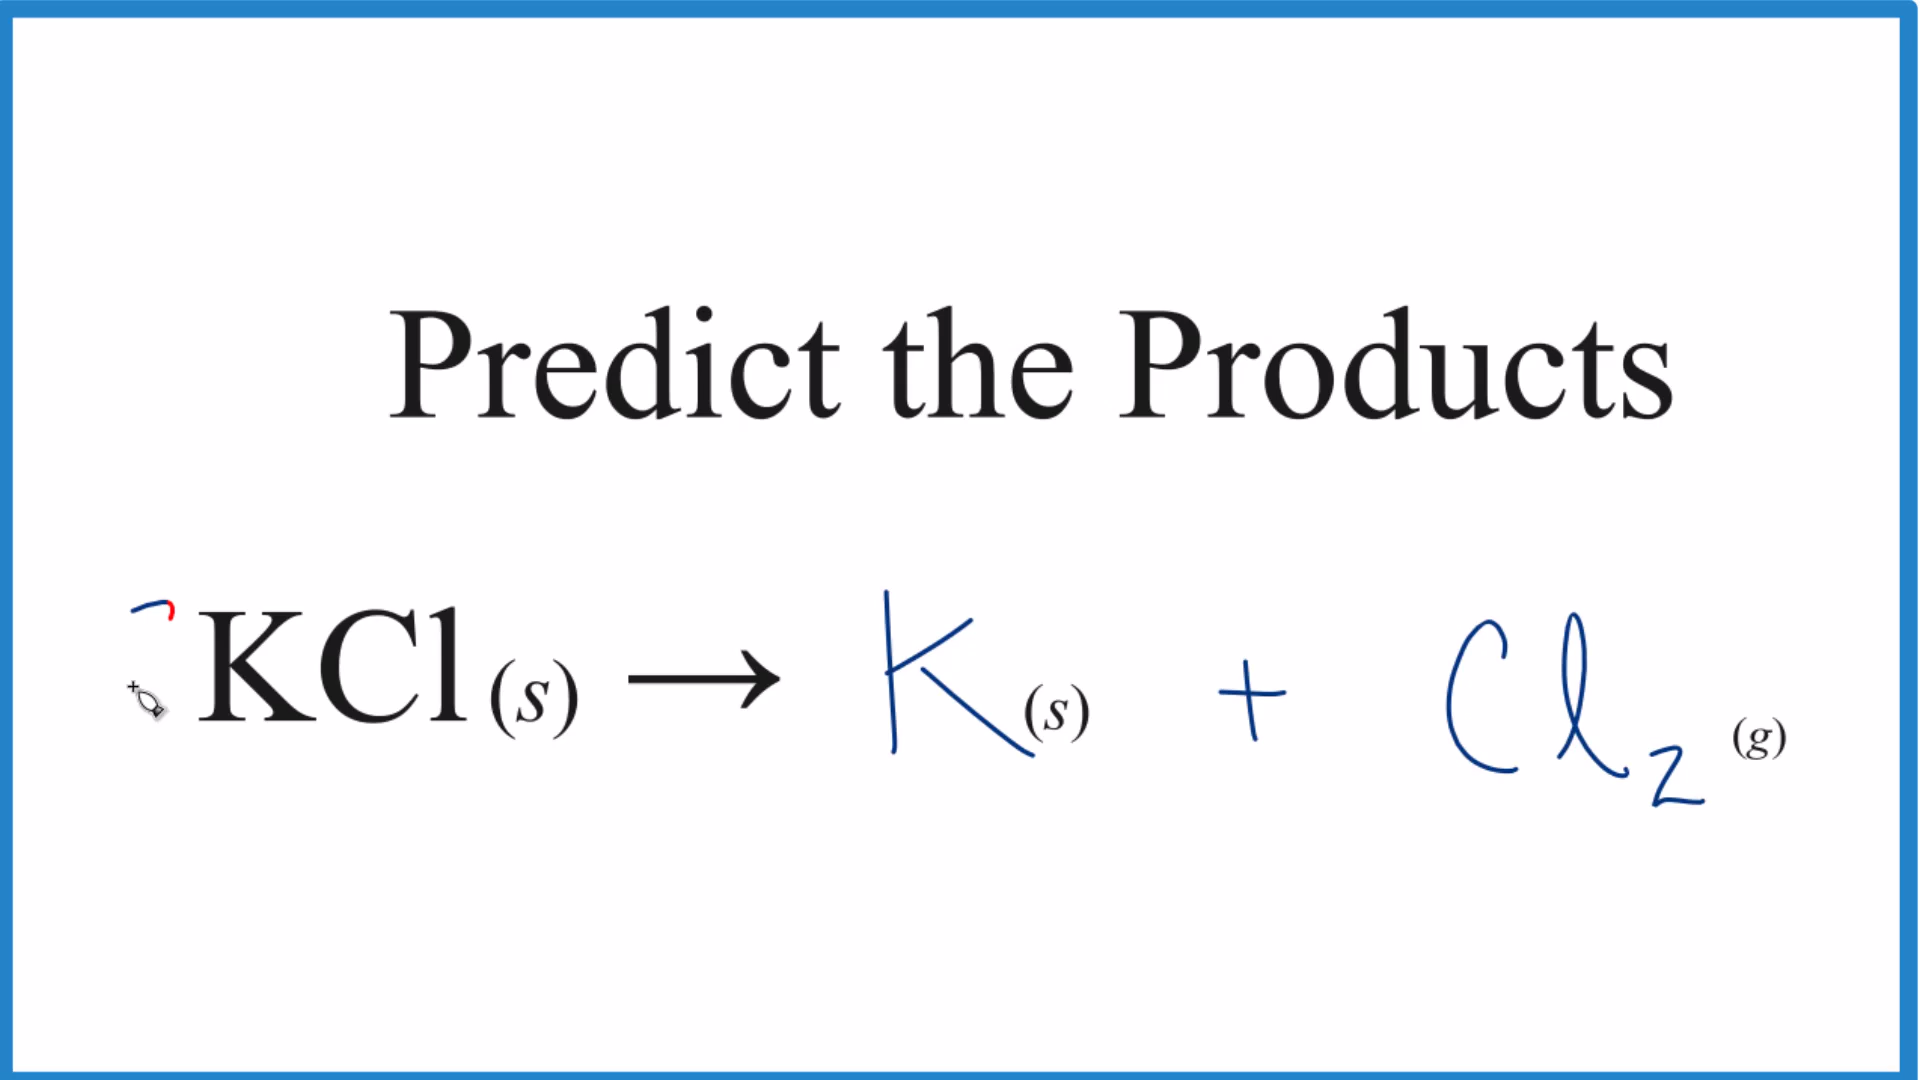 Predict the Products
KCl (s) → K (s) + Cl₂ (g)